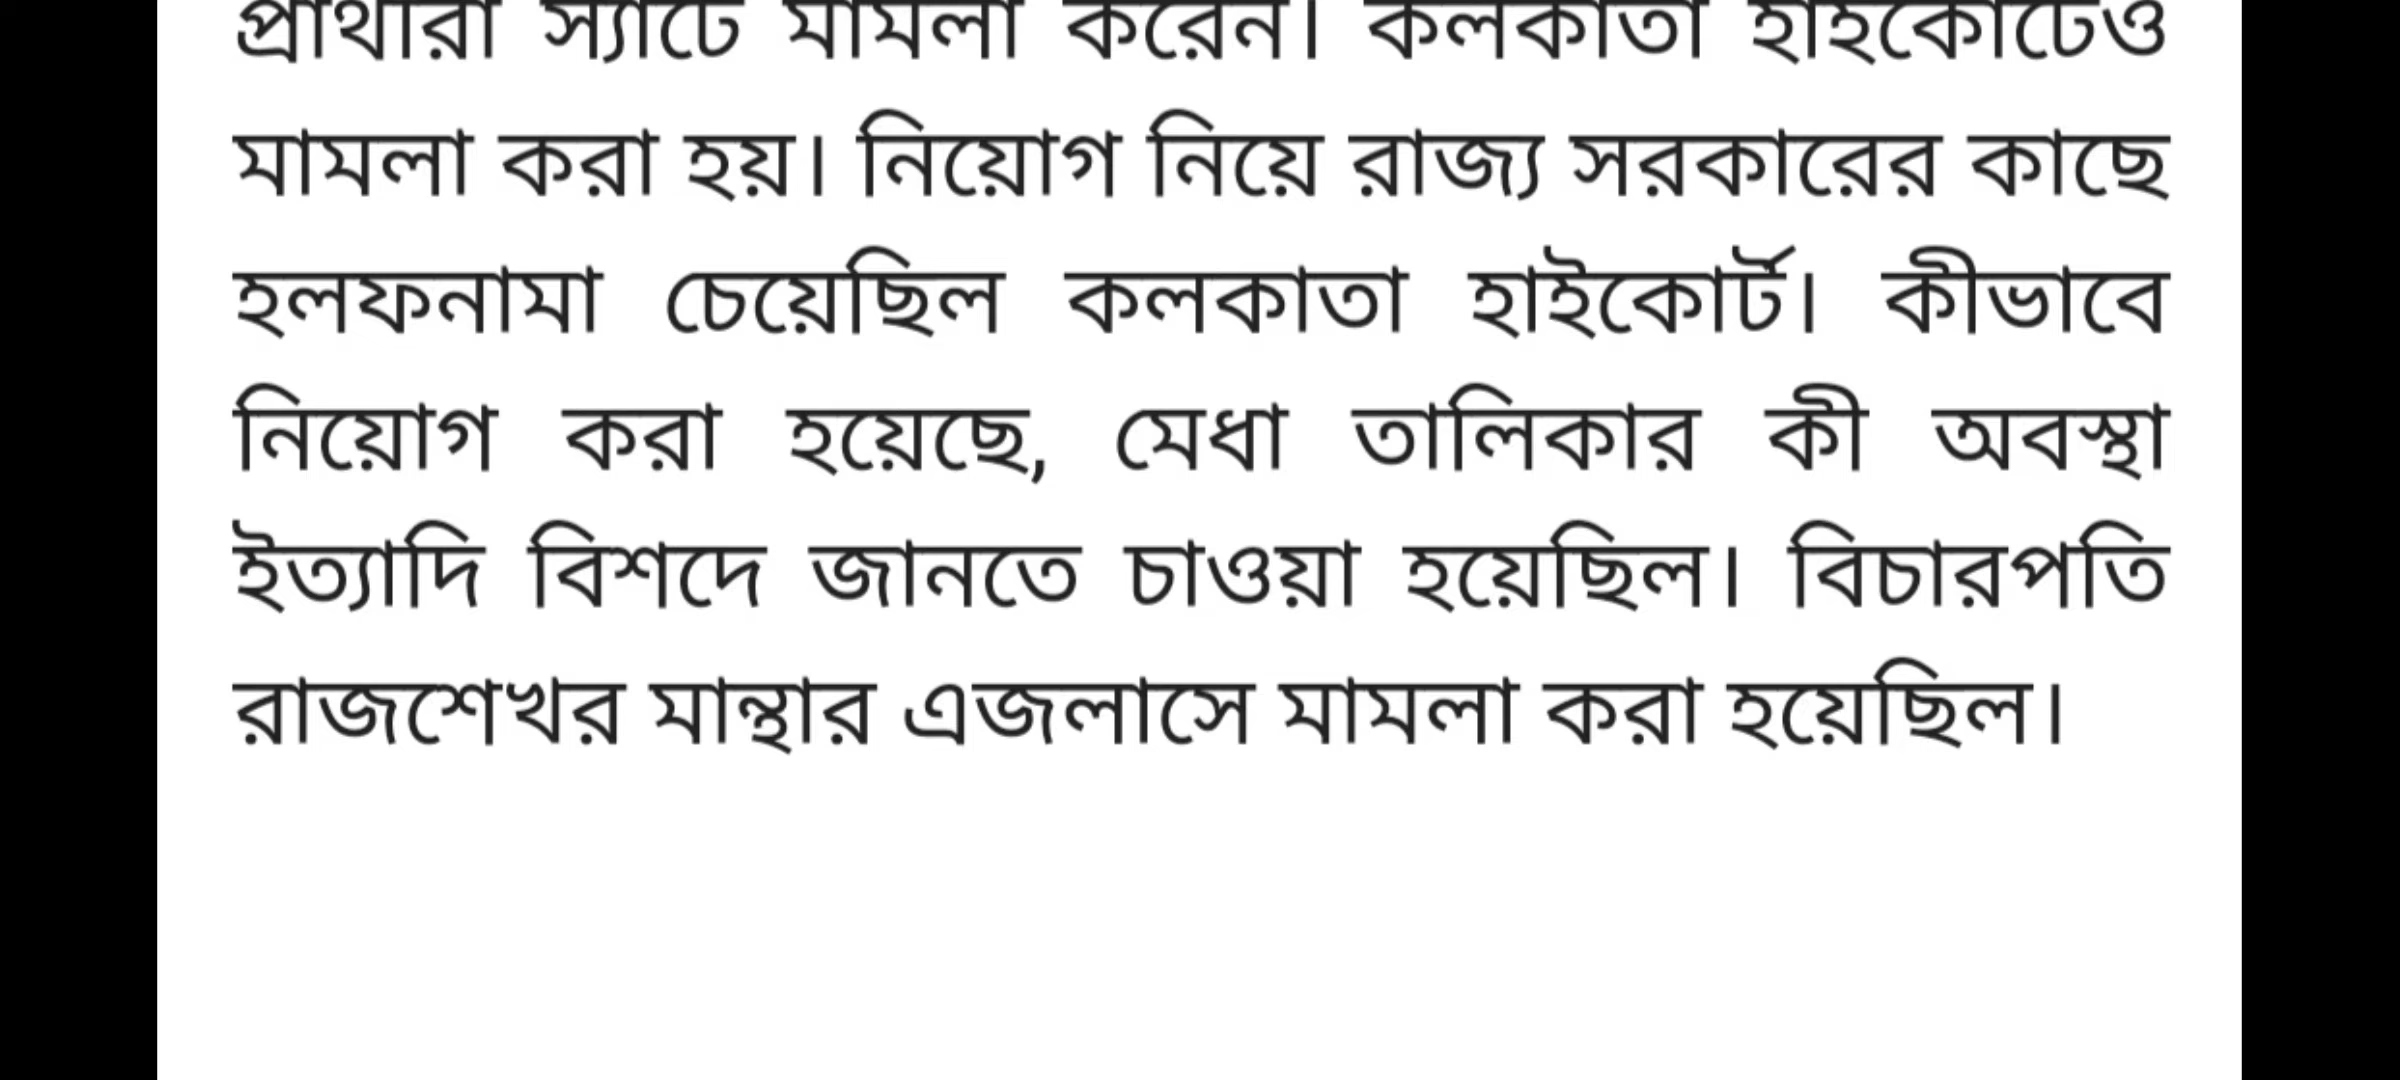 প্রার্থীরা স্যাটে মামলা করেন। কলকাতা হাইকোর্টেও
মামলা করা হয়। নিয়োগ নিয়ে রাজ্য সরকারের কাছে
হলফনামা চেয়েছিল কলকাতা হাইকোর্ট। কীভাবে
নিয়োগ করা হয়েছে, মেধা তালিকার কী অবস্থা
ইত্যাদি বিশদে জানতে চাওয়া হয়েছিল। বিচারপতি
রাজশেখর মান্থার এজলাসে মামলা করা হয়েছিল।